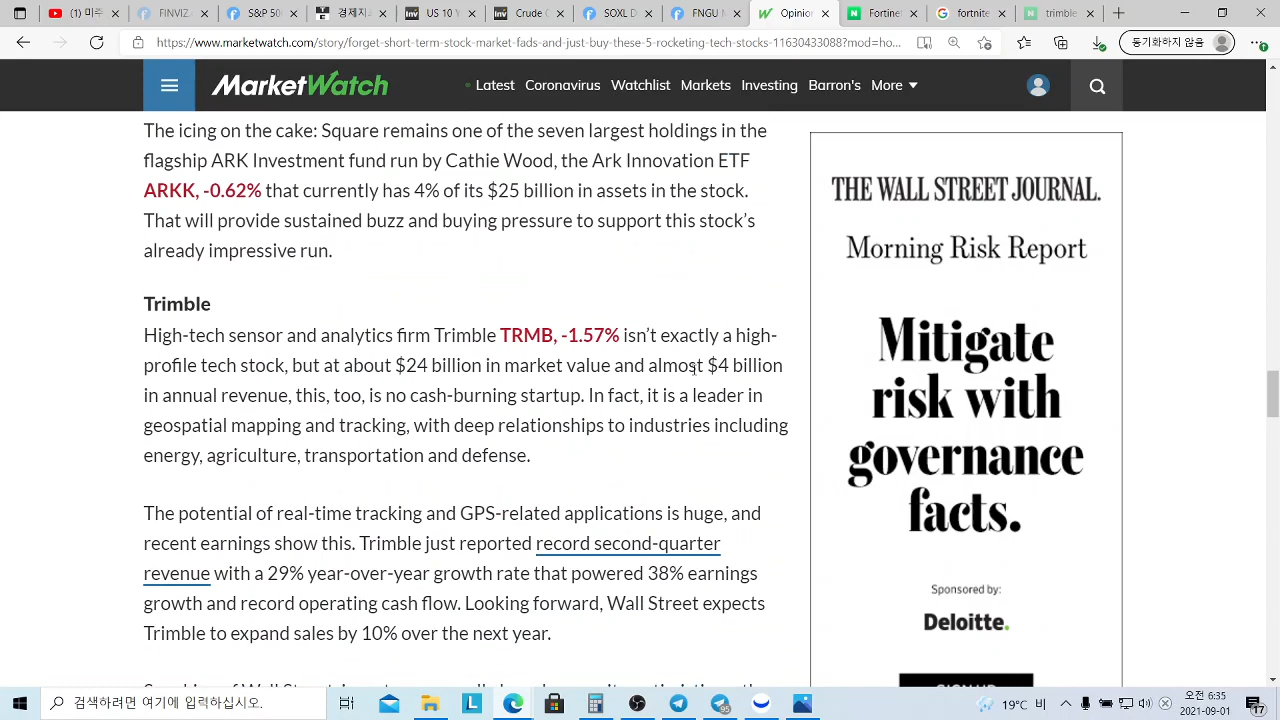 US
SOXL
FNGU
Open
fortine
trimble
https://www.marketwatch.com/story/forget-short-term-stock-market-fads-and-just-buy-these-5-rocketing-tech-stocks-11630433088?mod=ho...
동기화되지 않음
MarketWatch
Latest Coronavirus Watchlist Markets Investing Barron's More
The icing on the cake: Square remains one of the seven largest holdings in the
flagship ARK Investment fund run by Cathie Wood, the Ark Innovation ETF
ARKK, -0.62% that currently has 4% of its $25 billion in assets in the stock.
That will provide sustained buzz and buying pressure to support this stock's
already impressive run.
Trimble
High-tech sensor and analytics firm Trimble TRMB, -1.57% isn't exactly a high-
profile tech stock, but at about $24 billion in market value and almost $4 billion
in annual revenue, this, too, is no cash-burning startup. In fact, it is a leader in
geospatial mapping and tracking, with deep relationships to industries including
energy, agriculture, transportation and defense.
The potential of real-time tracking and GPS-related applications is huge, and
recent earnings show this. Trimble just reported record second-quarter
revenue with a 29% year-over-year growth rate that powered 38% earnings
growth and record operating cash flow. Looking forward, Wall Street expects
Trimble to expand sales by 10% over the next year.
THE WALL STREET JOURNAL.
Morning Risk Report
Mitigate
risk with
governance
facts.
Sponsored by:
Deloitte.
SIGN UP
검색하려면 여기에 입력하십시오.
95
19°C
오전 6:35
2021-09-01